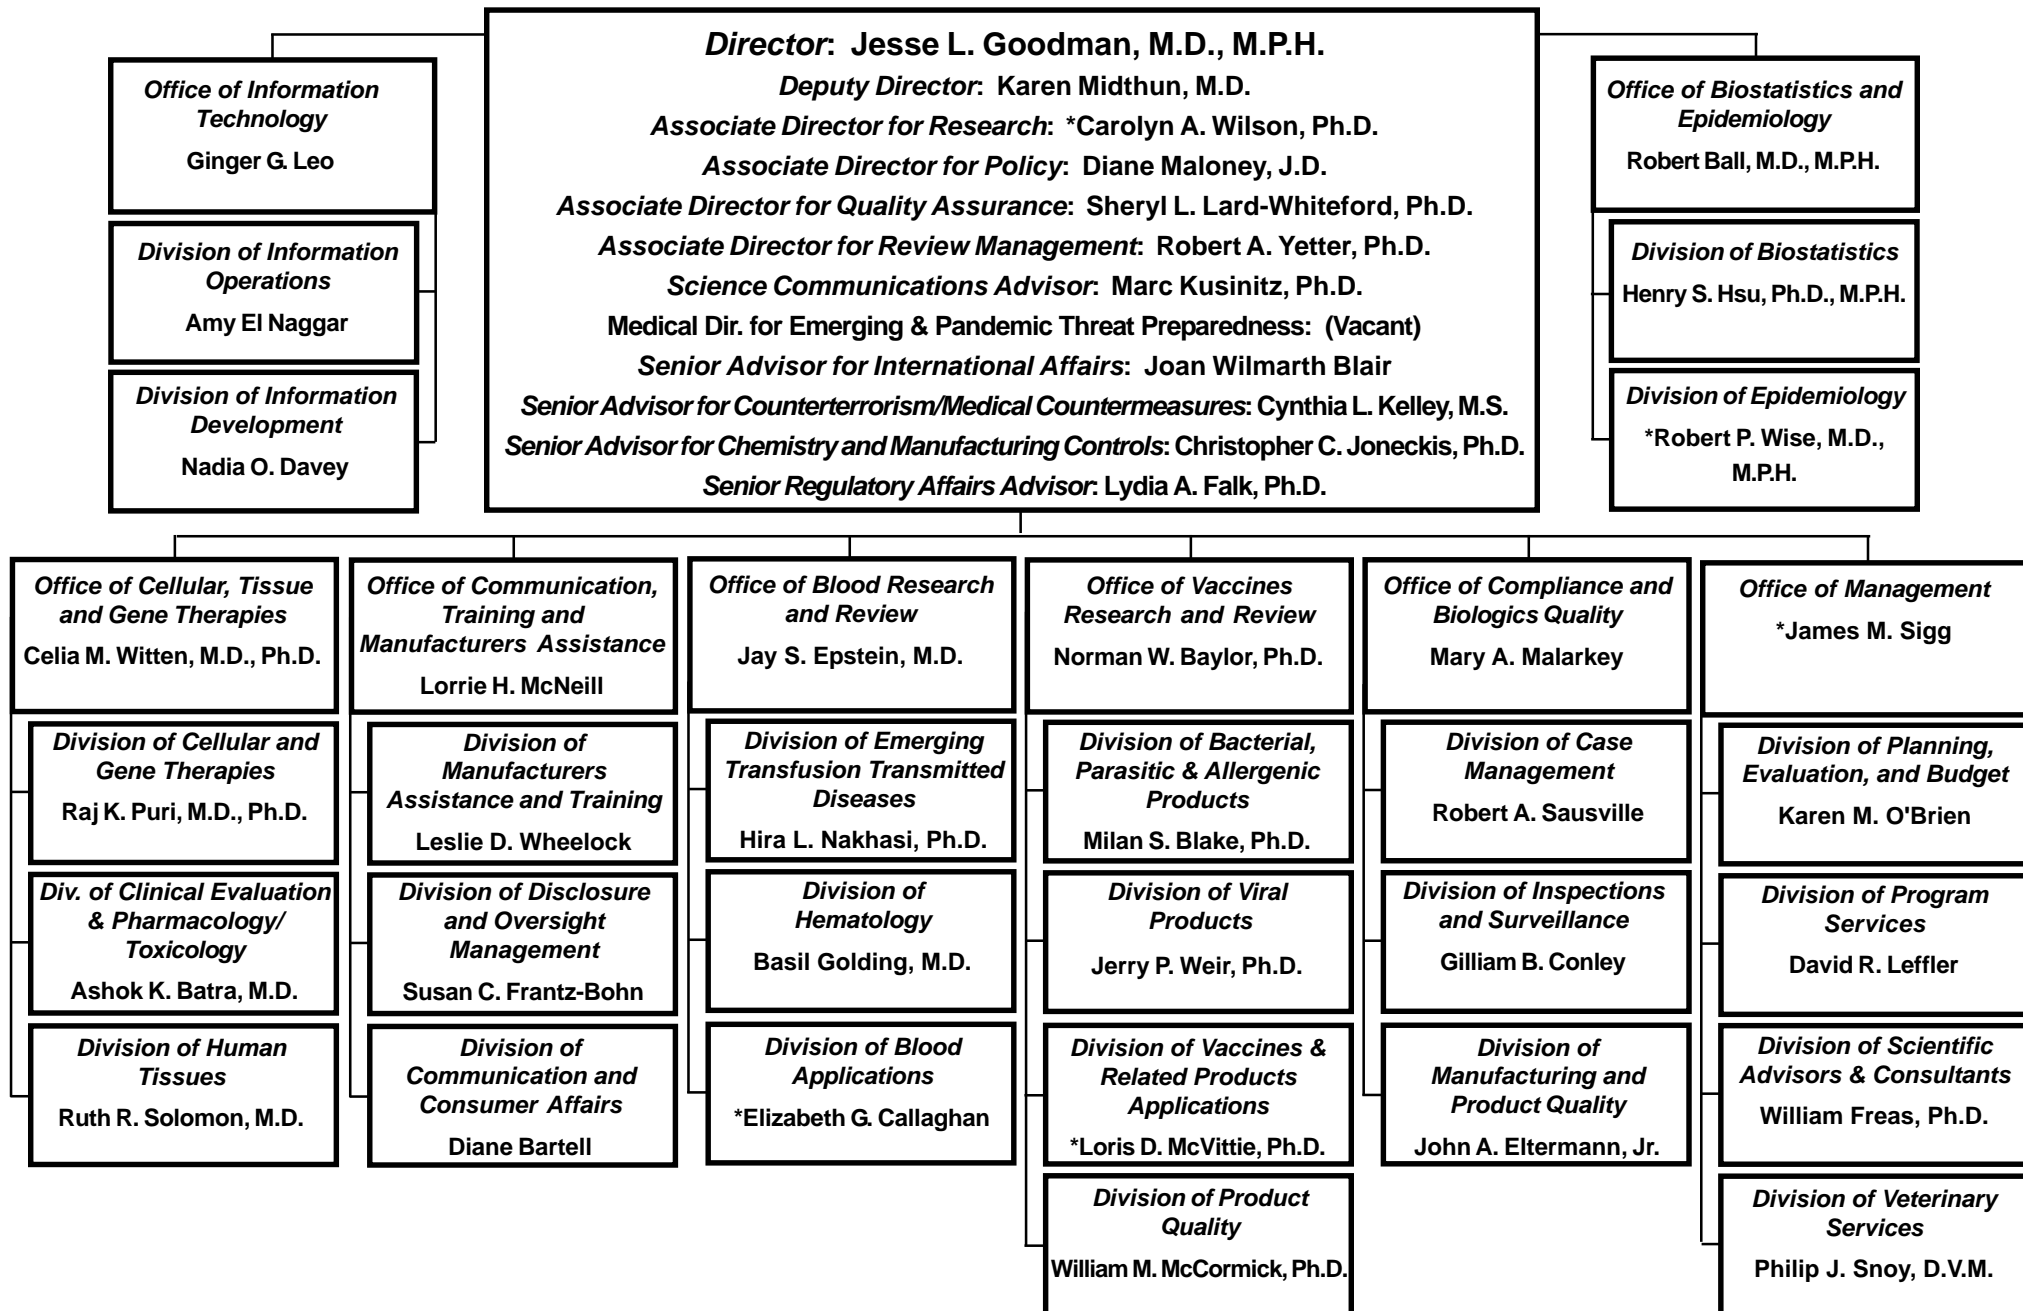 Director: Jesse L. Goodman, M.D., M.P.H.
Deputy Director: Karen Midthun, M.D.
Associate Director for Research: *Carolyn A. Wilson, Ph.D.
Associate Director for Policy: Diane Maloney, J.D.
Associate Director for Quality Assurance: Sheryl L. Lard-Whiteford, Ph.D.
Associate Director for Review Management: Robert A. Yetter, Ph.D.
Science Communications Advisor: Marc Kusinitz, Ph.D.
Medical Dir. for Emerging & Pandemic Threat Preparedness: (Vacant)
Senior Advisor for International Affairs: Joan Wilmarth Blair
Senior Advisor for Counterterrorism/Medical Countermeasures: Cynthia L. Kelley, M.S.
Senior Advisor for Chemistry and Manufacturing Controls: Christopher C. Joneckis, Ph.D.
Senior Regulatory Affairs Advisor: Lydia A. Falk, Ph.D.
Office of Information
Technology
Ginger G. Leo
Division of Information
Operations
Amy El Naggar
Division of Information
Development
Nadia O. Davey
Office of Biostatistics and
Epidemiology
Robert Ball, M.D., M.P.H.
Division of Biostatistics
Henry S. Hsu, Ph.D., M.P.H.
Division of Epidemiology
*Robert P. Wise, M.D.,
M.P.H.
Office of Cellular, Tissue
and Gene Therapies
Celia M. Witten, M.D., Ph.D.
Division of Cellular and
Gene Therapies
Raj K. Puri, M.D., Ph.D.
Div. of Clinical Evaluation
& Pharmacology/
Toxicology
Ashok K. Batra, M.D.
Division of Human
Tissues
Ruth R. Solomon, M.D.
Office of Communication,
Training and
Manufacturers Assistance
Lorrie H. McNeill
Division of
Manufacturers
Assistance and Training
Leslie D. Wheelock
Division of Disclosure
and Oversight
Management
Susan C. Frantz-Bohn
Division of
Communication and
Consumer Affairs
Diane Bartell
Office of Blood Research
and Review
Jay S. Epstein, M.D.
Division of Emerging
Transfusion Transmitted
Diseases
Hira L. Nakhasi, Ph.D.
Division of
Hematology
Basil Golding, M.D.
Division of Blood
Applications
*Elizabeth G. Callaghan
Office of Vaccines
Research and Review
Norman W. Baylor, Ph.D.
Division of Bacterial,
Parasitic & Allergenic
Products
Milan S. Blake, Ph.D.
Division of Viral
Products
Jerry P. Weir, Ph.D.
Division of Vaccines &
Related Products
Applications
*Loris D. McVittie, Ph.D.
Division of Product
Quality
William M. McCormick, Ph.D.
Office of Compliance and
Biologics Quality
Mary A. Malarkey
Division of Case
Management
Robert A. Sausville
Division of Inspections
and Surveillance
Gilliam B. Conley
Division of
Manufacturing and
Product Quality
John A. Eltermann, Jr.
Office of Management
*James M. Sigg
Division of Planning,
Evaluation, and Budget
Karen M. O'Brien
Division of Program
Services
David R. Leffler
Division of Scientific
Advisors & Consultants
William Freas, Ph.D.
Division of Veterinary
Services
Philip J. Snoy, D.V.M.